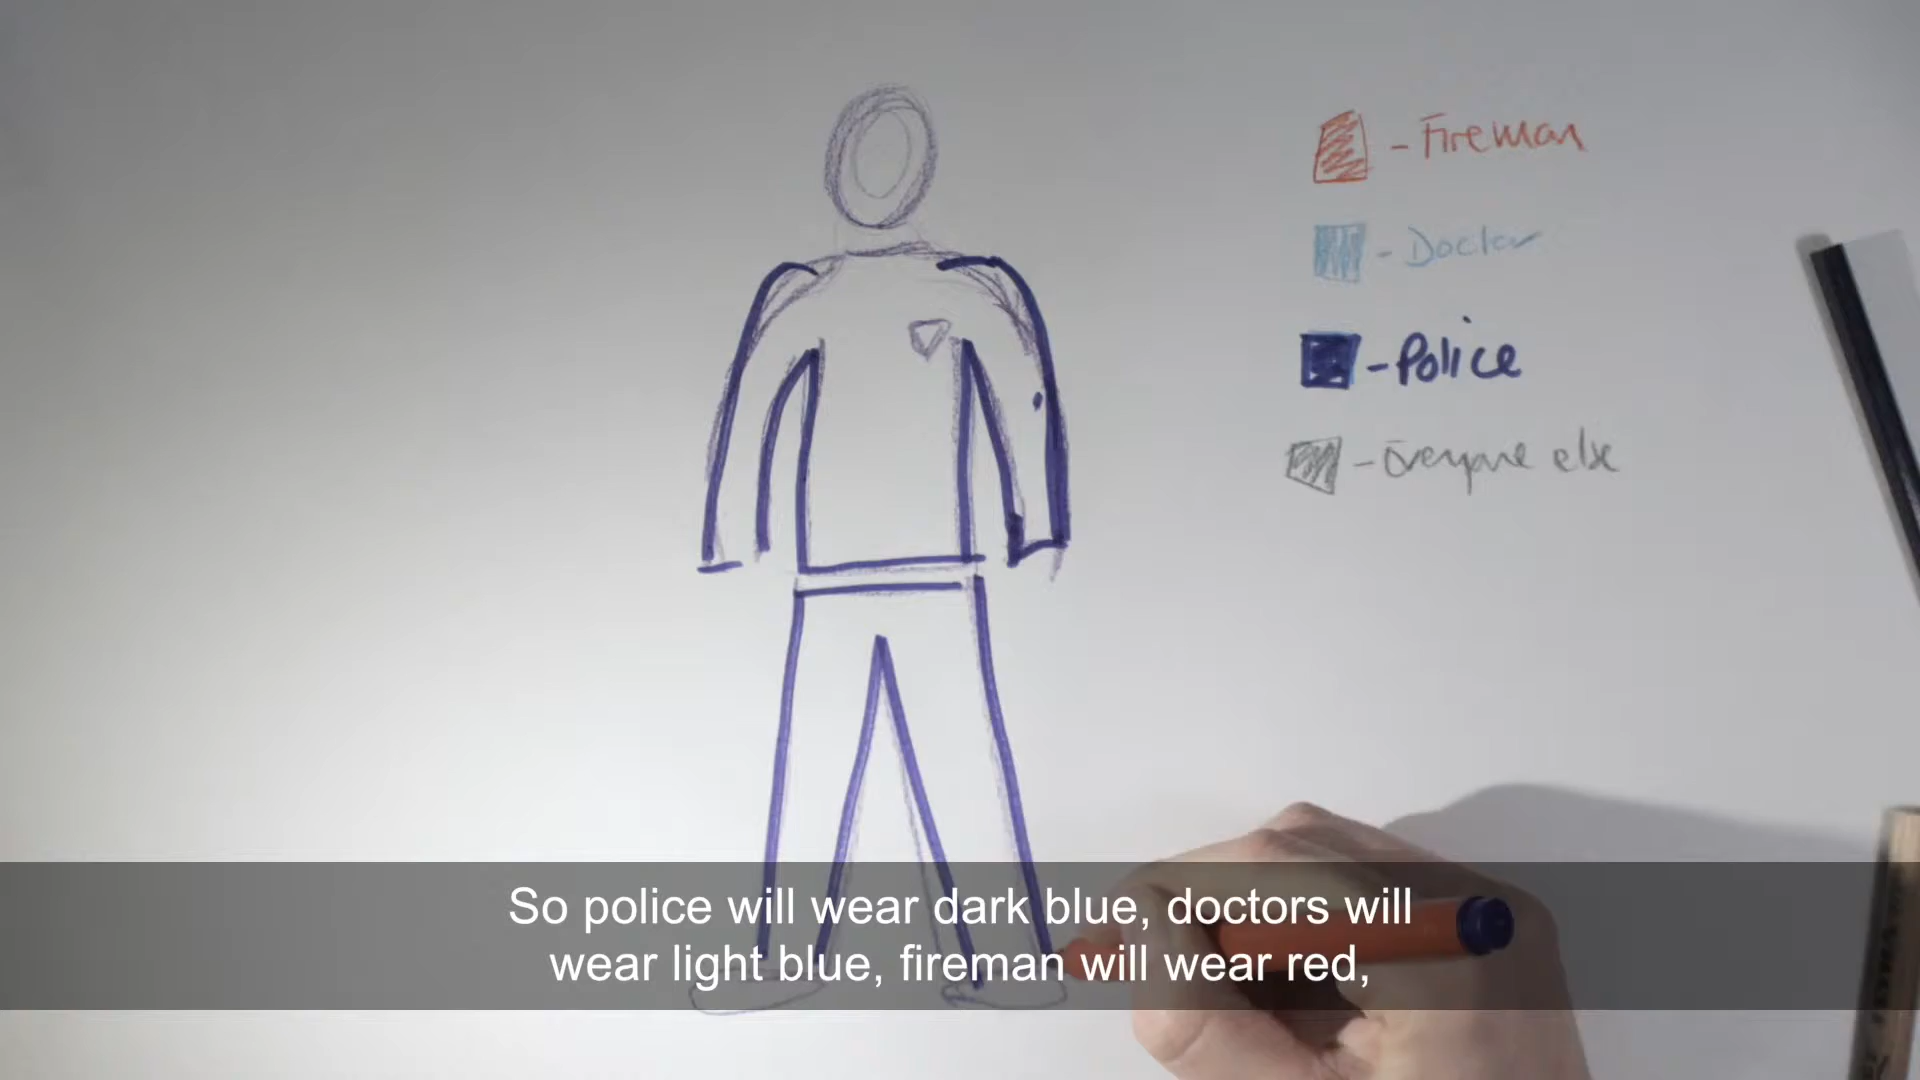 - Fireman
- Doctor
- Police
- Everyone else
So police will wear dark blue, doctors will
wear light blue, fireman will wear red,